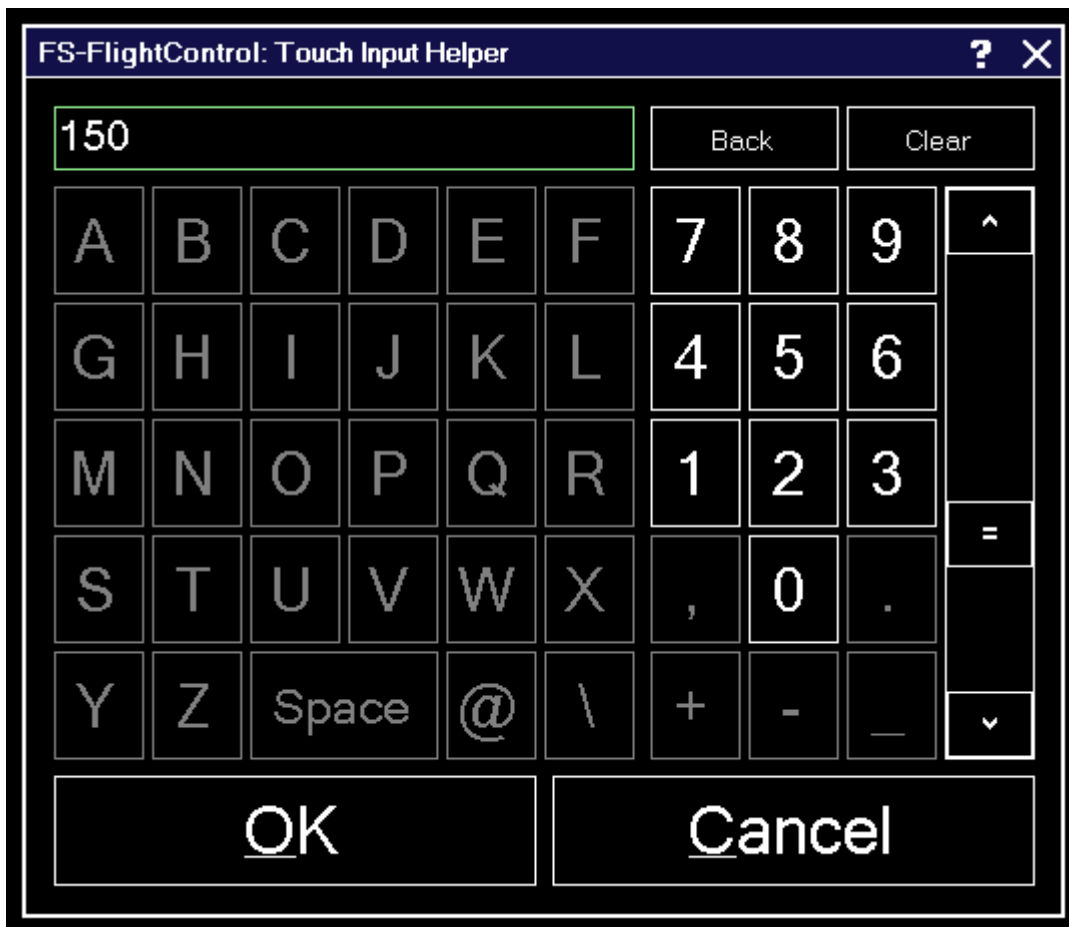 FS-FlightControl: Touch Input Helper ? X
150 Back Clear
A B C D E F 7 8 9 ^
G H I J K L 4 5 6
M N O P Q R 1 2 3
=
S T U V W X , 0 .
Y Z Space @ \ + - _
OK Cancel